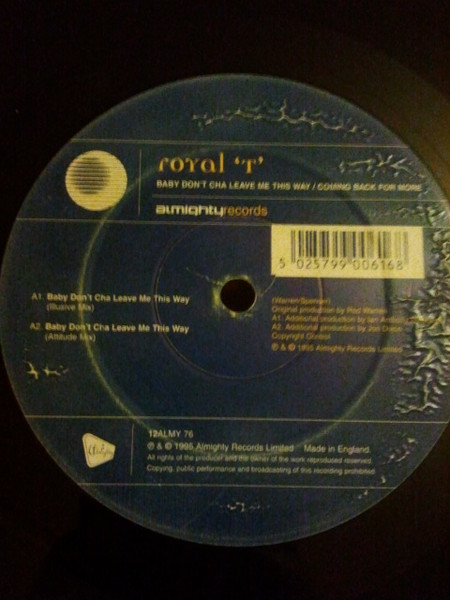 royal 'T'
BABY DON'T CHA LEAVE ME THIS WAY / COMING BACK FOR MORE
almightyrecords
5 025799 006168
A1. Baby Don't Cha Leave Me This Way
(Illusive Mix)
A2. Baby Don't Cha Leave Me This Way
(Attitude Mix)
(Warren/Spencer)
Original production by Rod Warren
A1. Additional production by Ian
A2. Additional production by Jon Dixon
Copyright Control
℗ & © 1995 Almighty Records Limited
12ALMY 76
℗ & © 1995 Almighty Records Limited Made in England.
All rights of the producer and the owner of the work reproduced reserved.
Copying, public performance and broadcasting of this recording prohibited.